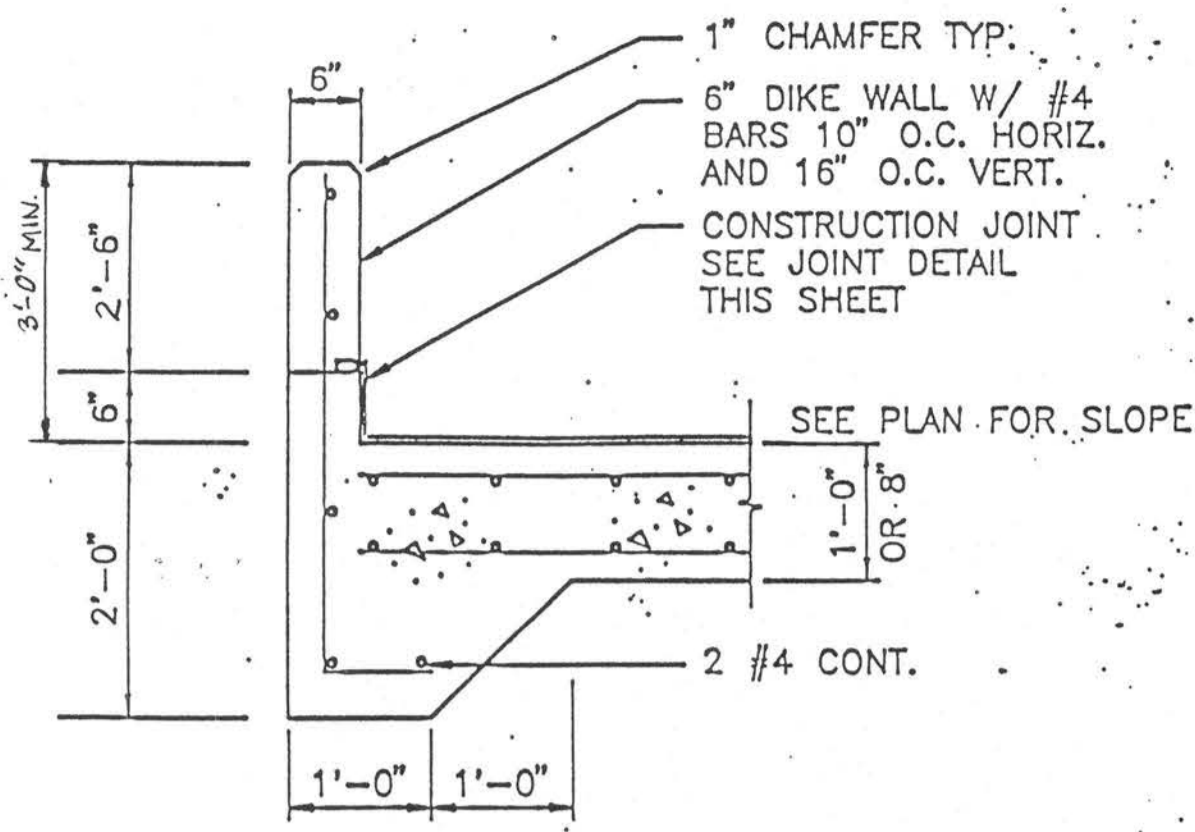 1" CHAMFER TYP.
6"
6" DIKE WALL W/ #4
BARS 10" O.C. HORIZ.
AND 16" O.C. VERT.
CONSTRUCTION JOINT
SEE JOINT DETAIL
THIS SHEET
3'-0" MIN.
2'-6"
6"
SEE PLAN FOR SLOPE
1'-0"
OR 8"
2'-0"
2 #4 CONT.
1'-0"
1'-0"